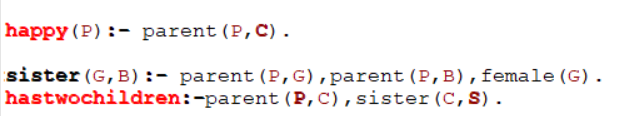 happy(P):- parent(P,C).
sister(G,B):- parent(P,G),parent(P,B),female(G).
hastwochildren:-parent(P,C),sister(C,S).